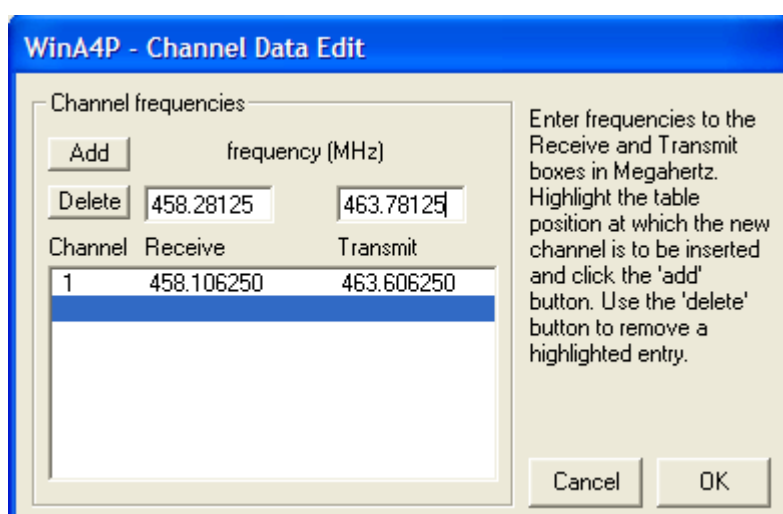 WinA4P - Channel Data Edit
Channel frequencies
Add
frequency (MHz)
Delete
458.28125
463.78125
Channel Receive Transmit
1 458.106250 463.606250
Enter frequencies to the
Receive and Transmit
boxes in Megahertz.
Highlight the table
position at which the new
channel is to be inserted
and click the 'add'
button. Use the 'delete'
button to remove a
highlighted entry.
Cancel
OK